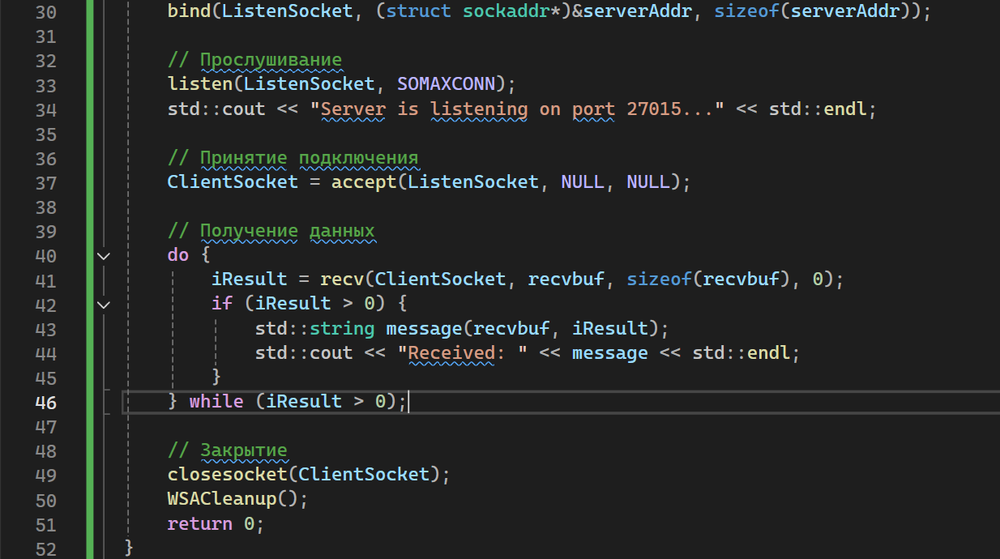 30 bind(ListenSocket, (struct sockaddr*)&serverAddr, sizeof(serverAddr));
31
32 // Прослушивание
33 listen(ListenSocket, SOMAXCONN);
34 std::cout << "Server is listening on port 27015..." << std::endl;
35
36 // Принятие подключения
37 ClientSocket = accept(ListenSocket, NULL, NULL);
38
39 // Получение данных
40 do {
41 iResult = recv(ClientSocket, recvbuf, sizeof(recvbuf), 0);
42 if (iResult > 0) {
43 std::string message(recvbuf, iResult);
44 std::cout << "Received: " << message << std::endl;
45 }
46 } while (iResult > 0);
47
48 // Закрытие
49 closesocket(ClientSocket);
50 WSACleanup();
51 return 0;
52 }